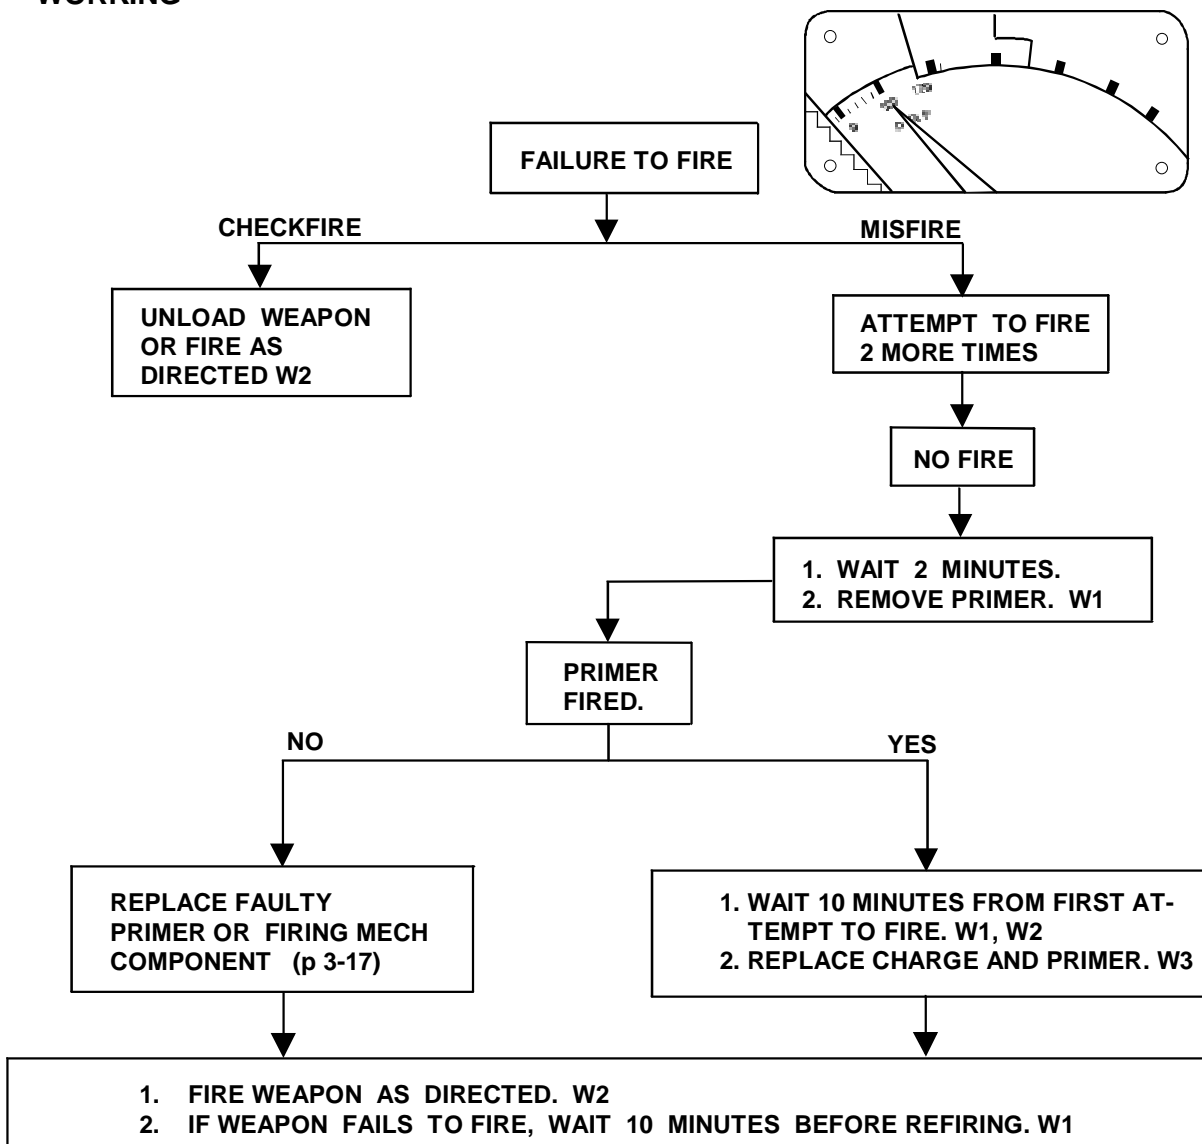 WORKING
FAILURE TO FIRE
CHECKFIRE
MISFIRE
UNLOAD WEAPON
OR FIRE AS
DIRECTED W2
ATTEMPT TO FIRE
2 MORE TIMES
NO FIRE
1. WAIT 2 MINUTES.
2. REMOVE PRIMER. W1
PRIMER
FIRED.
NO
YES
REPLACE FAULTY
PRIMER OR FIRING MECH
COMPONENT (p 3-17)
1. WAIT 10 MINUTES FROM FIRST AT-
TEMPT TO FIRE. W1, W2
2. REPLACE CHARGE AND PRIMER. W3
1. FIRE WEAPON AS DIRECTED. W2
2. IF WEAPON FAILS TO FIRE, WAIT 10 MINUTES BEFORE REFIRING. W1